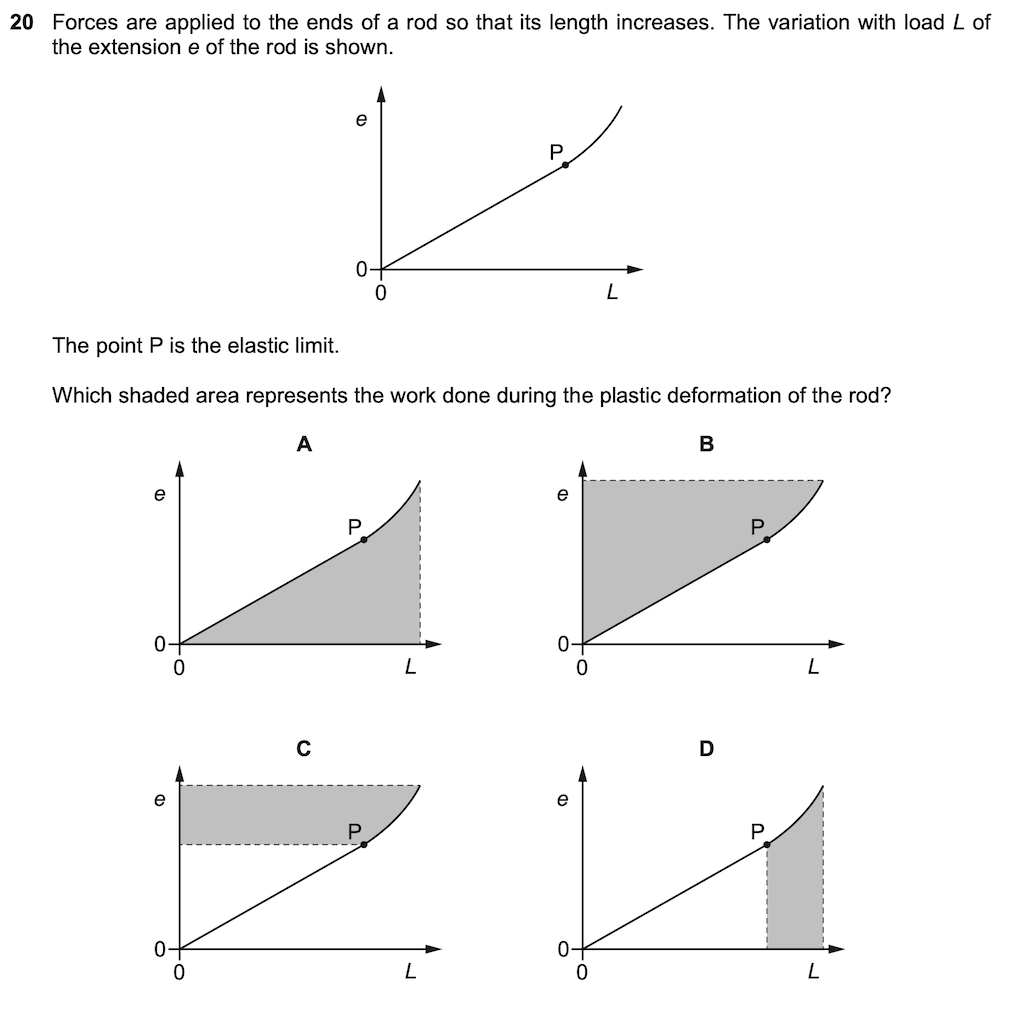 20 Forces are applied to the ends of a rod so that its length increases. The variation with load L of
the extension e of the rod is shown.
e
P
0
0
L
The point P is the elastic limit.
Which shaded area represents the work done during the plastic deformation of the rod?
A
B
e
P
0
0
L
e
P
0
0
L
C
D
e
P
0
0
L
e
P
0
0
L